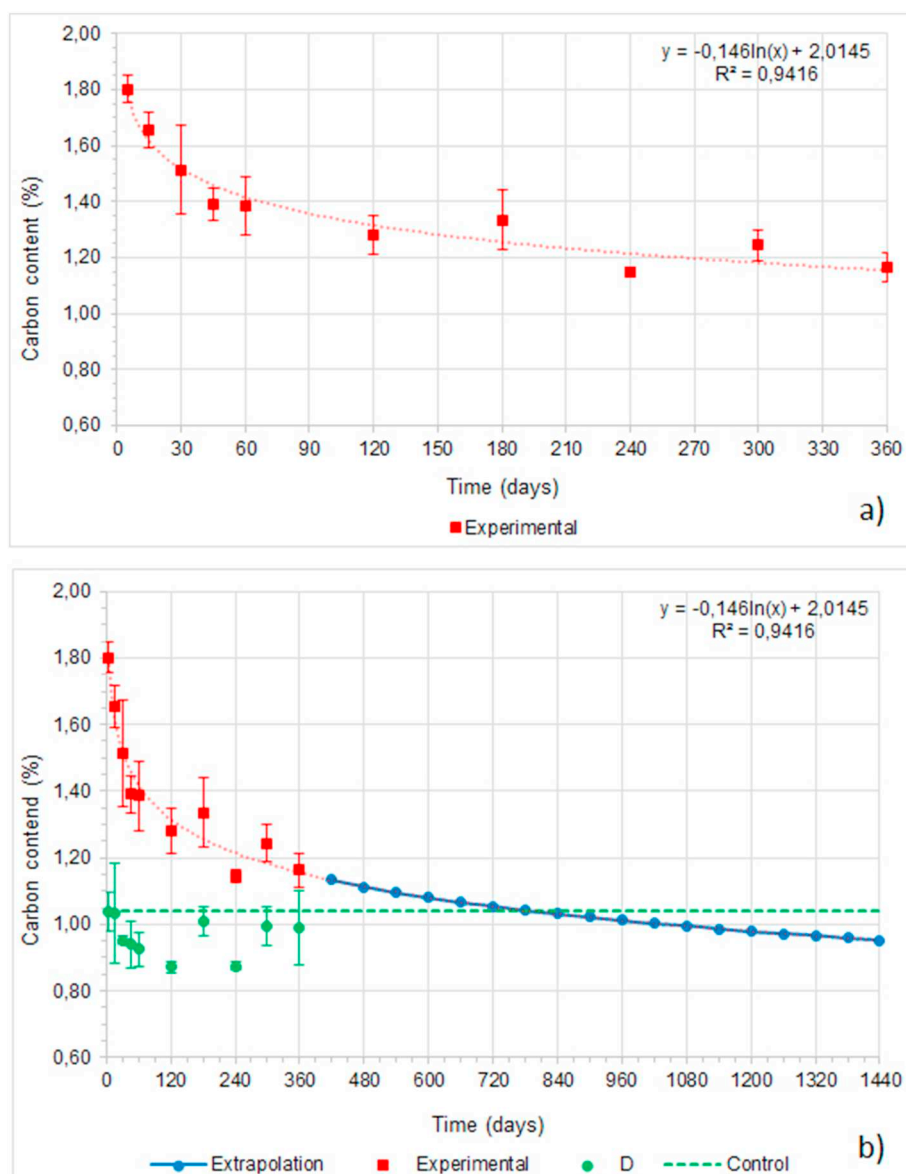 2,00
y = -0,146ln(x) + 2,0145
R² = 0,9416
1,80
1,60
1,40
1,20
1,00
0,80
0,60
Carbon content (%)
0 30 60 90 120 150 180 210 240 270 300 330 360
Time (days)
Experimental
a)
2,00
y = -0,146ln(x) + 2,0145
R² = 0,9416
1,80
1,60
1,40
1,20
1,00
0,80
0,60
Carbon contend (%)
0 120 240 360 480 600 720 840 960 1080 1200 1320 1440
Time (days)
Extrapolation Experimental D Control
b)